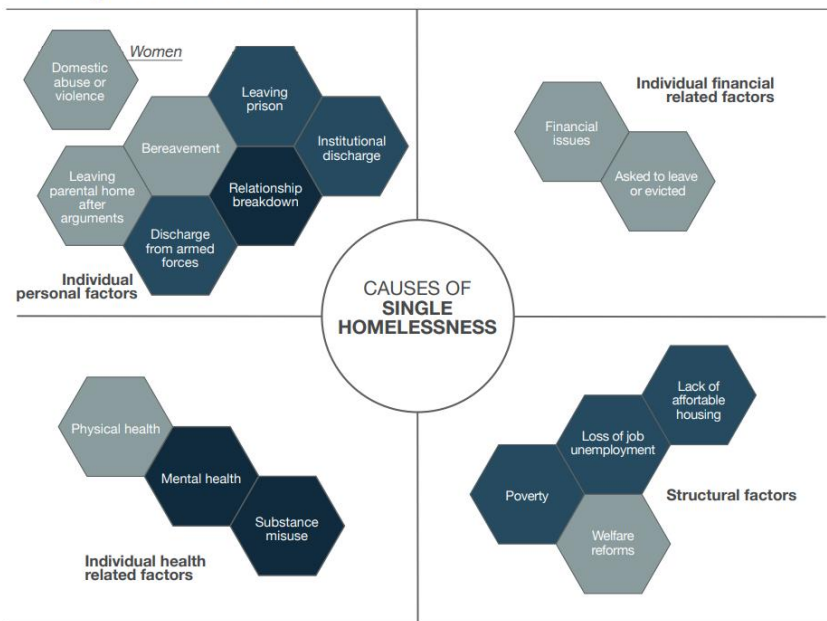 Women
Domestic
abuse or
violence
Leaving
prison
Bereavement
Institutional
discharge
Leaving
parental home
after
arguments
Relationship
breakdown
Discharge
from armed
forces
Individual
personal factors
Individual financial
related factors
Financial
issues
Asked to leave
or evicted
CAUSES OF
SINGLE
HOMELESSNESS
Physical health
Mental health
Substance
misuse
Individual health
related factors
Lack of
affortable
housing
Loss of job
unemployment
Poverty
Welfare
reforms
Structural factors